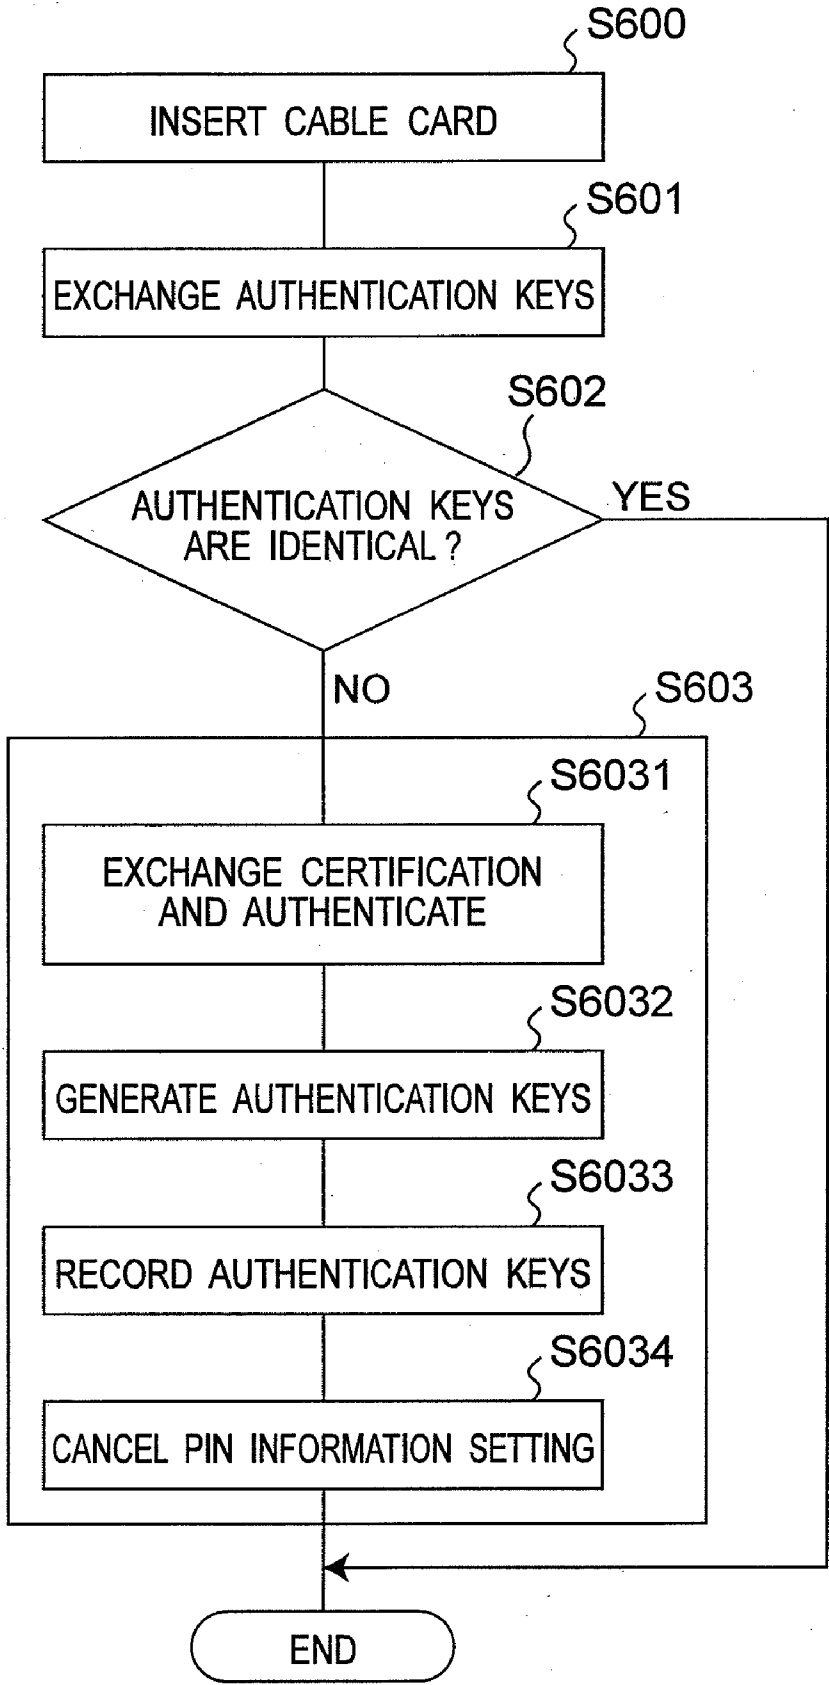 S600
INSERT CABLE CARD
S601
EXCHANGE AUTHENTICATION KEYS
S602
AUTHENTICATION KEYS
ARE IDENTICAL?
YES
NO
S603
S6031
EXCHANGE CERTIFICATION
AND AUTHENTICATE
S6032
GENERATE AUTHENTICATION KEYS
S6033
RECORD AUTHENTICATION KEYS
S6034
CANCEL PIN INFORMATION SETTING
END